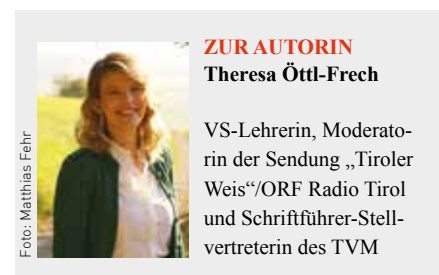 ZUR AUTORIN
Theresa Öttl-Frech
VS-Lehrerin, Moderato-
rin der Sendung „Tiroler
Weis“/ORF Radio Tirol
und Schriftführer-Stell-
vertreterin des TVM
Foto: Matthias Fehr